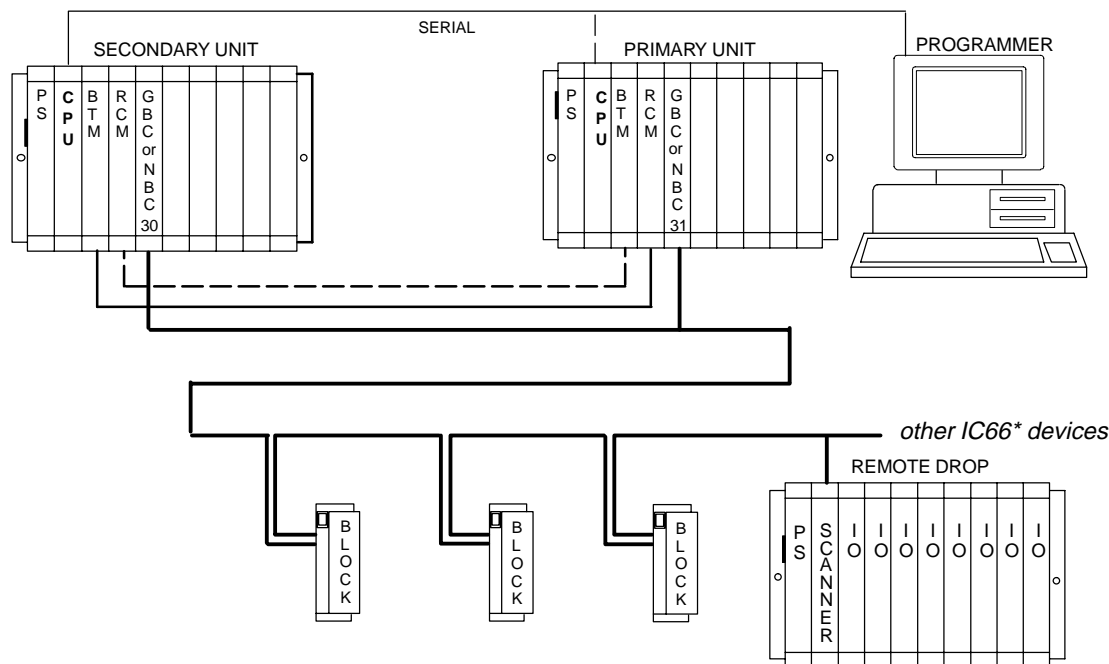 SERIAL
SECONDARY UNIT
PRIMARY UNIT
PROGRAMMER
PS
CPU
BTM
RCM
GBC or NBC 30
PS
CPU
BTM
RCM
GBC or NBC 31
other IC66* devices
REMOTE DROP
BLOCK
BLOCK
BLOCK
PS
SCANNER
IO
IO
IO
IO
IO
IO
IO
IO